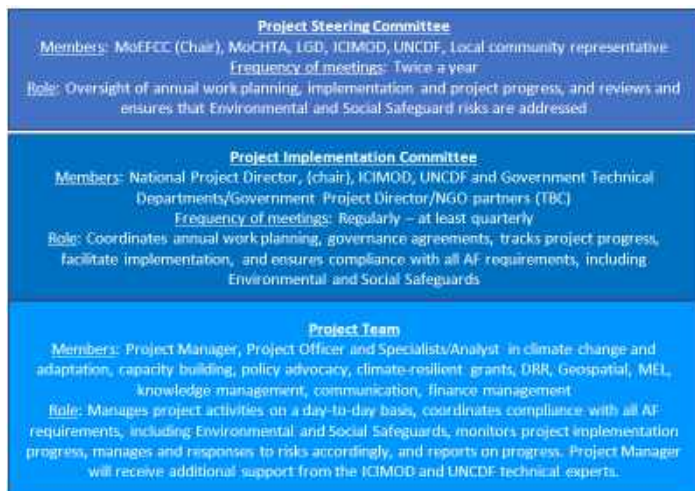 Project Steering Committee
Members: MoEFCC (Chair), MoCHTA, LGD, ICIMOD, UNCDF, Local community representative
Frequency of meetings: Twice a year
Role: Oversight of annual work planning, implementation and project progress, and reviews and
ensures that Environmental and Social Safeguard risks are addressed
Project Implementation Committee
Members: National Project Director, (chair), ICIMOD, UNCDF and Government Technical
Departments/Government Project Director/NGO partners (TBC)
Frequency of meetings: Regularly – at least quarterly
Role: Coordinates annual work planning, governance agreements, tracks project progress,
facilitate implementation, and ensures compliance with all AF requirements, including
Environmental and Social Safeguards
Project Team
Members: Project Manager, Project Officer and Specialists/Analyst in climate change and
adaptation, capacity building, policy advocacy, climate-resilient grants, DRR, Geospatial, MEL,
knowledge management, communication, finance management
Role: Manages project activities on a day-to-day basis, coordinates compliance with all AF
requirements, including Environmental and Social Safeguards, monitors project implementation
progress, manages and responses to risks accordingly, and reports on progress. Project Manager
will receive additional support from the ICIMOD and UNCDF technical experts.